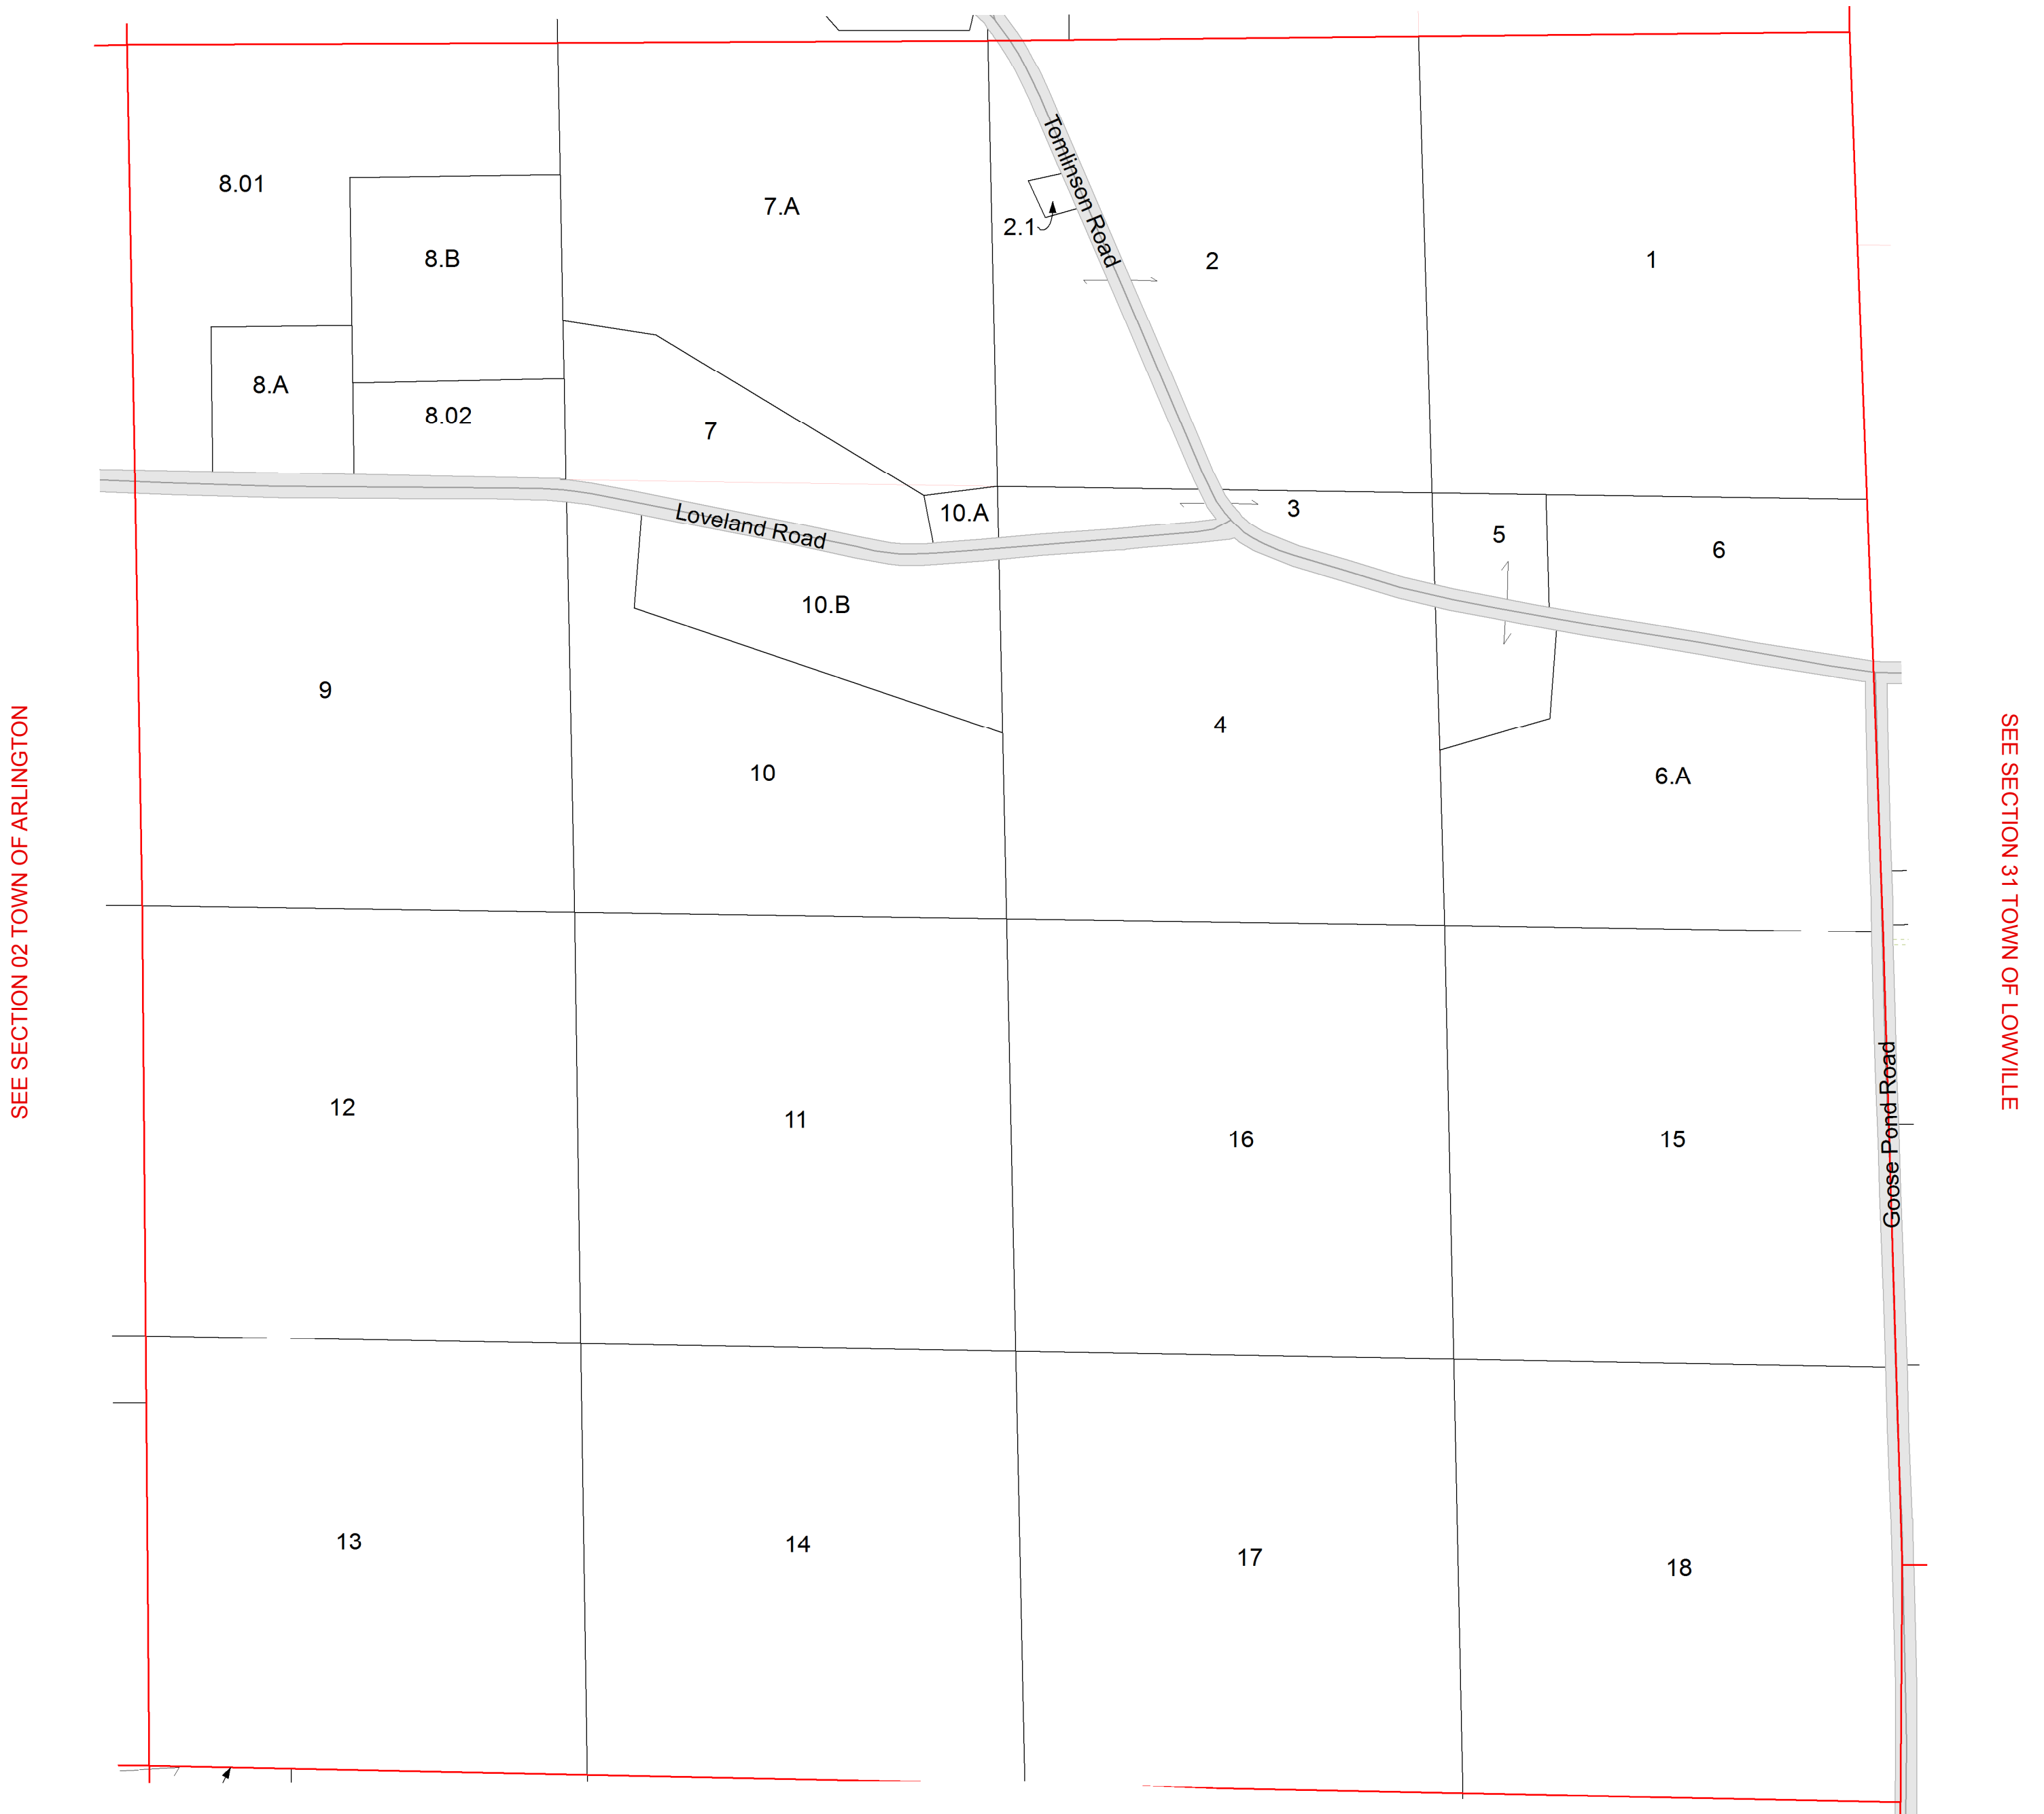 8.01
7.A
Tomlinson Road
8.B
2.1
2
1
8.A
8.02
7
10.A
3
5
6
Loveland Road
10.B
9
4
10
6.A
SEE SECTION 02 TOWN OF ARLINGTON
SEE SECTION 31 TOWN OF LOWVILLE
12
11
16
15
Goose Pond Road
13
14
17
18